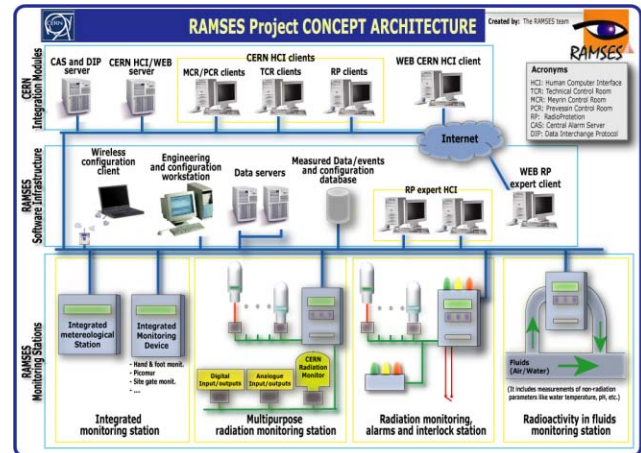 CERN
RAMSES Project CONCEPT ARCHITECTURE
Created by: The RAMSES team
RAMSES
CERN
Integration Modules
CAS and DIP
server
CERN HCI/WEB
server
CERN HCI clients
MCR/PCR clients
TCR clients
RP clients
WEB CERN HCI client
Acronyms
HCI: Human Computer Interface
TCR: Technical Control Room
MCR: Meyrin Control Room
PCR: Prevessin Control Room
RP: RadioProtetion
CAS: Central Alarm Server
DIP: Data Interchange Protocol
Internet
RAMSES
Software Infrastructure
Wireless
configuration
client
Engineering
and configuration
workstation
Data servers
Measured Data/events
and configuration
database
RP expert HCI
WEB RP
expert client
RAMSES
Monitoring Stations
Integrated
metereological
Station
Integrated
Monitoring
Device
- Hand & foot monit.
- Picomur
- Site gate monit.
- ....
Integrated
monitoring station
Digital
Input/outputs
Analogue
Input/outputs
CERN
Radiation
Monitor
Multipurpose
radiation monitoring station
Radiation monitoring,
alarms and interlock station
Fluids
(Air/Water)
(It includes measurements of non-radiation
parameters like water temperature, pH, etc.)
Radioactivity in fluids
monitoring station